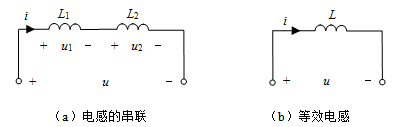 i L₁ L₂
+ u₁ − + u₂ −
+ u −
(a) 电感的串联
i L
+ u −
(b) 等效电感